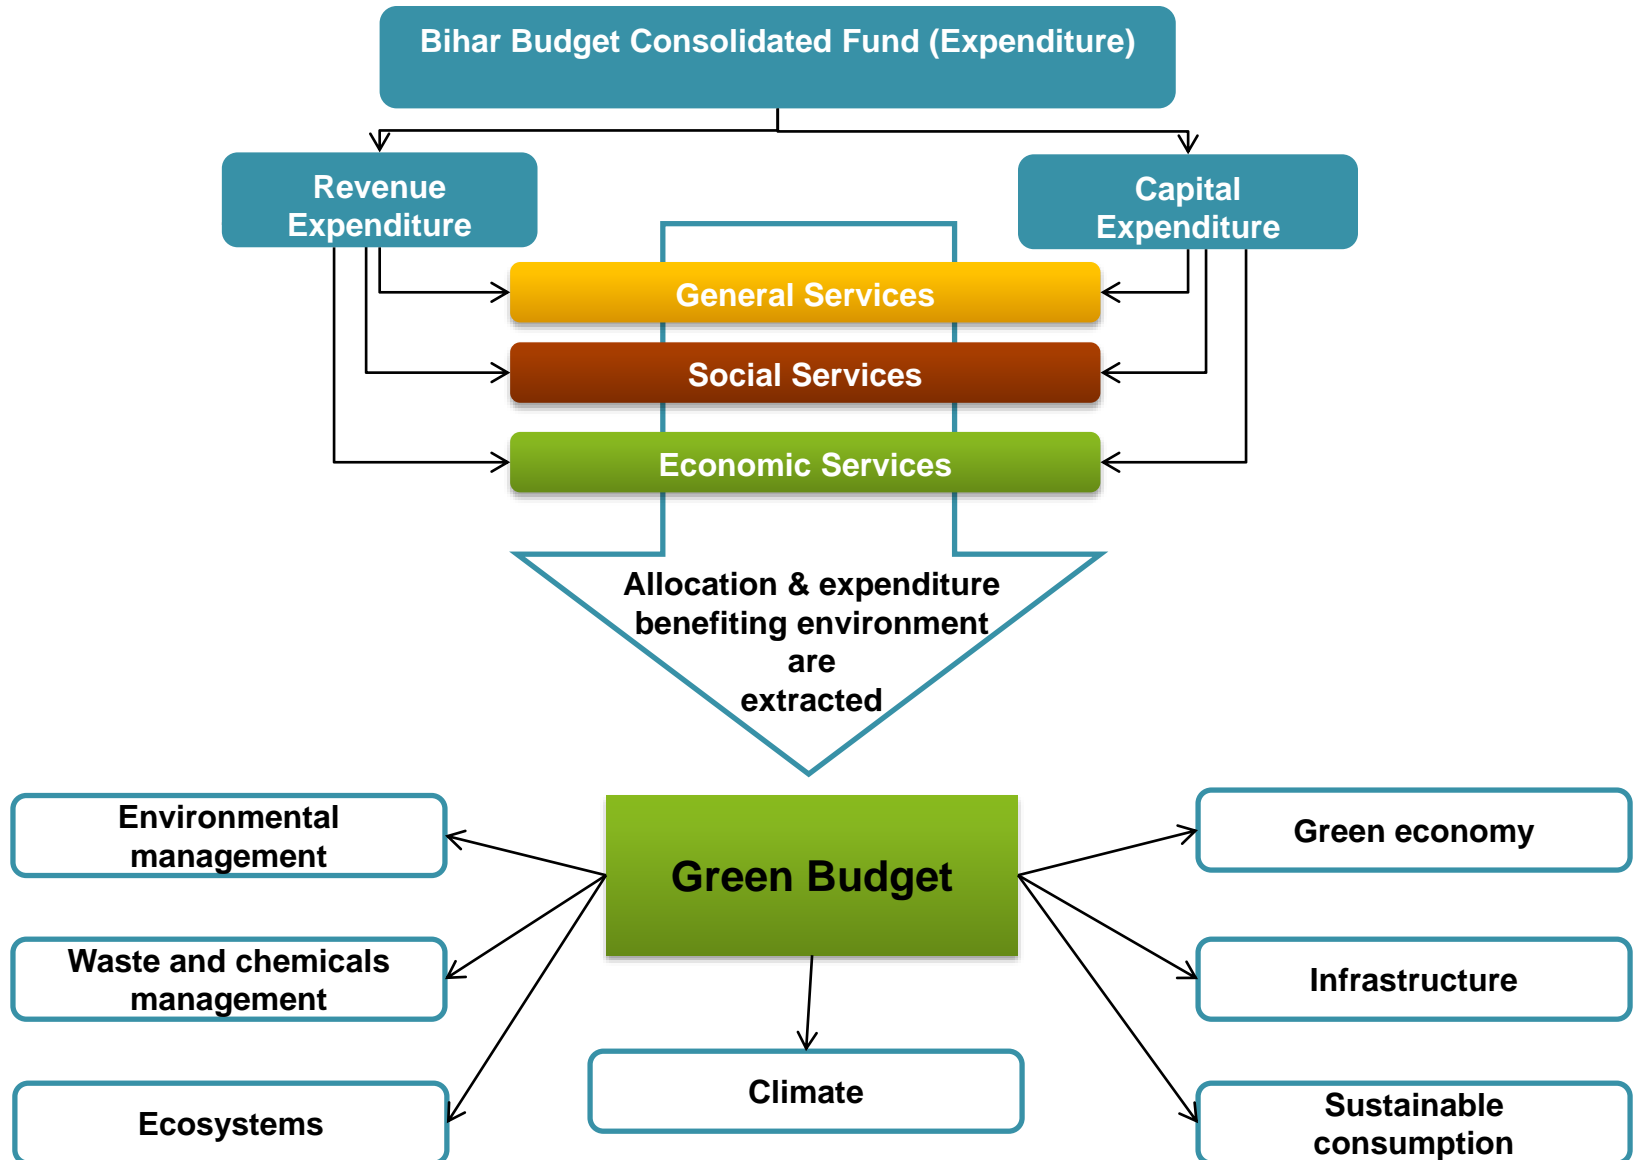 Bihar Budget Consolidated Fund (Expenditure)
Revenue
Expenditure
Capital
Expenditure
General Services
Social Services
Economic Services
Allocation & expenditure
benefiting environment
are
extracted
Green Budget
Environmental
management
Waste and chemicals
management
Ecosystems
Climate
Green economy
Infrastructure
Sustainable
consumption